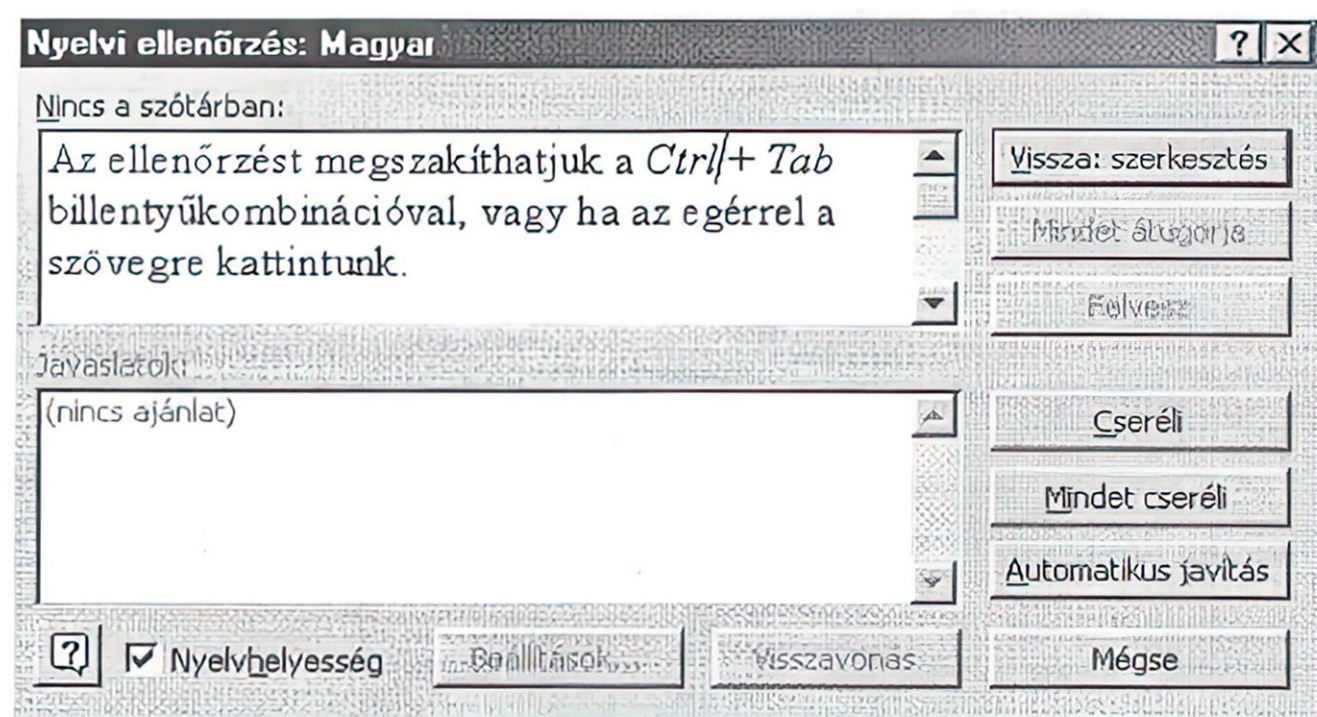 Nyelvi ellenőrzés: Magyar
Nincs a szótárban:
Az ellenőrzést megszakíthatjuk a Ctrl+ Tab
billentyűkombinációval, vagy ha az egérrel a
szövegre kattintunk.
Vissza: szerkesztés
Mindet átugorja
Felvesz
Javaslatok:
(nincs ajánlat)
Cseréli
Mindet cseréli
Automatikus javítás
Nyelvhelyesség
Beállítások...
Visszavonás
Mégse